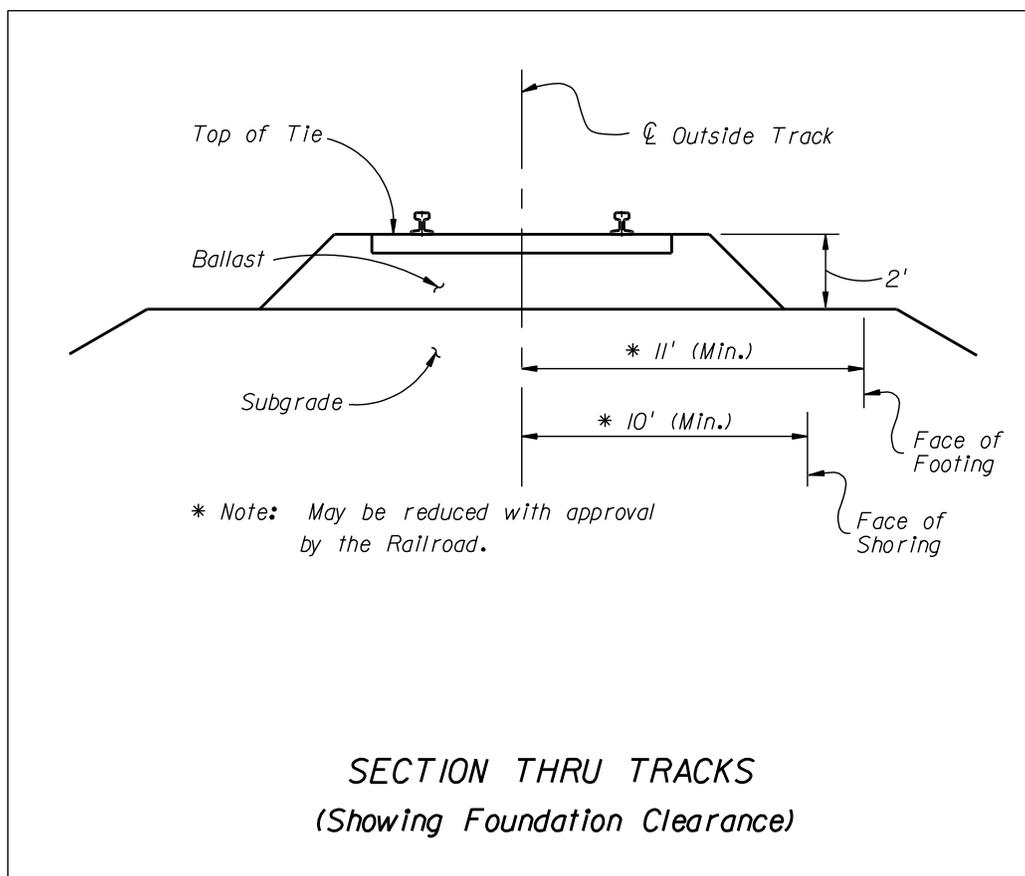 Top of Tie
℄ Outside Track
Ballast
2'
* 11' (Min.)
Subgrade
* 10' (Min.)
Face of
Footing
* Note: May be reduced with approval
by the Railroad.
Face of
Shoring
SECTION THRU TRACKS
(Showing Foundation Clearance)